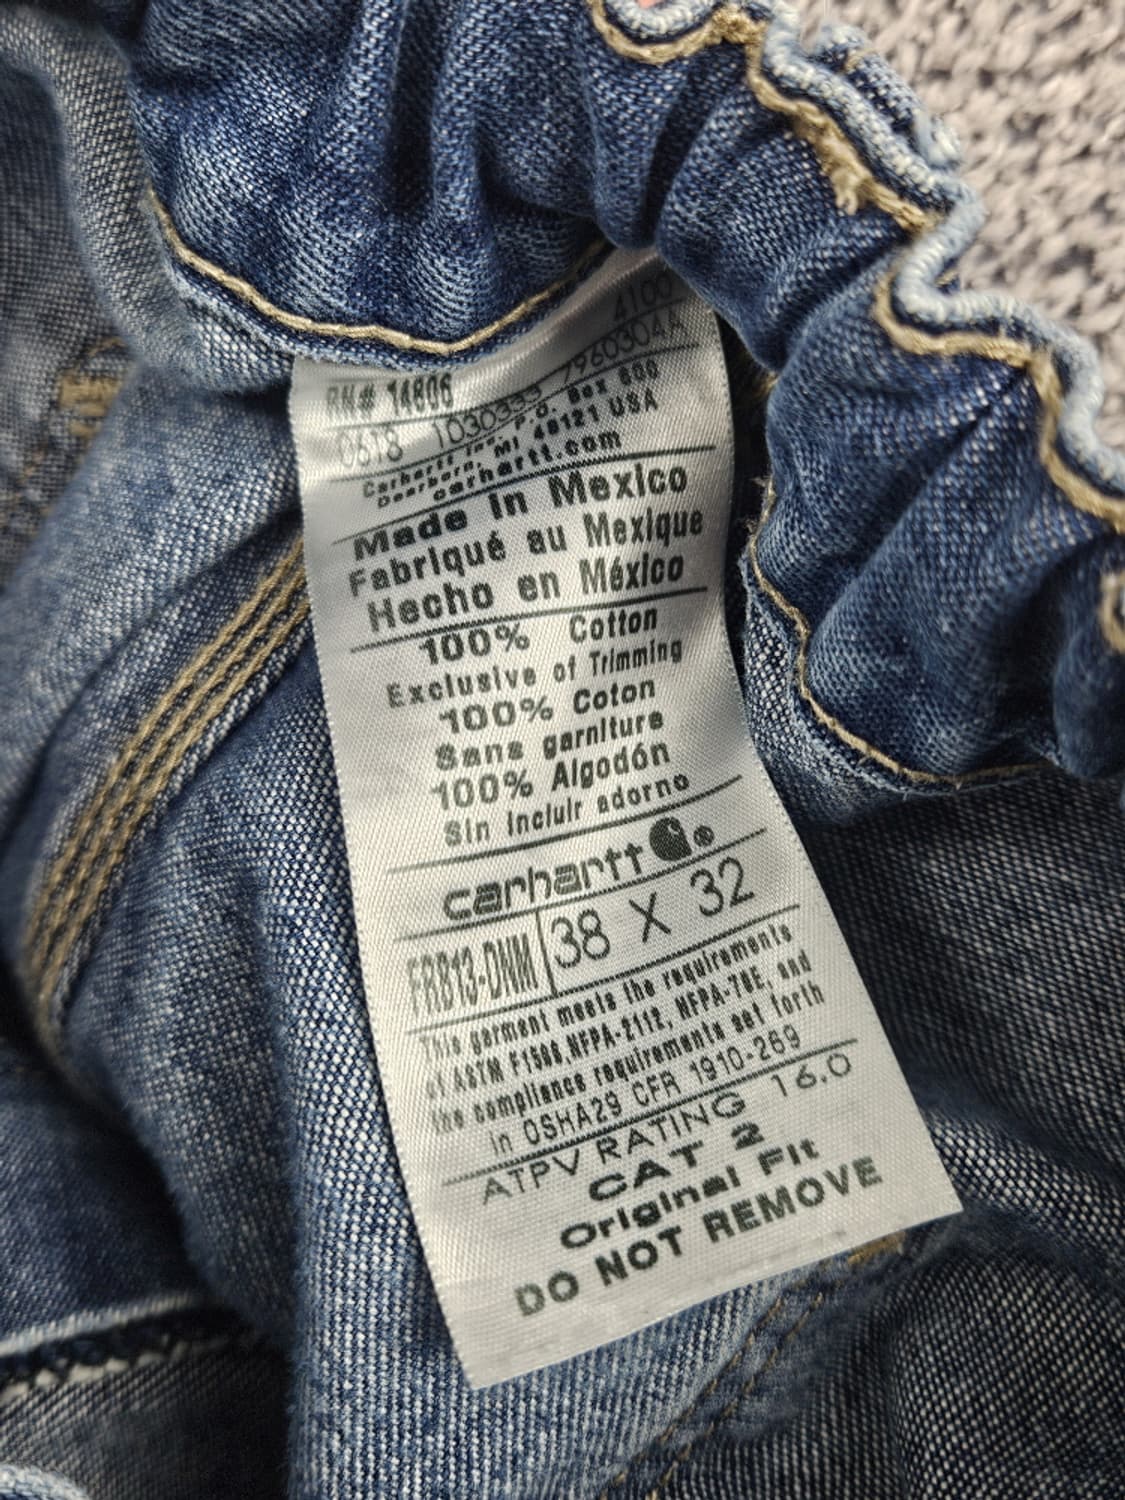 4100
RN# 14806
0618 1030333 7960304A
Carhartt Inc. P.O. Box 600
Dearborn, MI 48121 USA
carhartt.com
Made in Mexico
Fabriqué au Mexique
Hecho en México
100% Cotton
Exclusive of Trimming
100% Coton
Sans garniture
100% Algodón
Sin incluir adorno
carhartt ®
FRB13-DNM 38 X 32
This garment meets the requirements
of ASTM F1506, NFPA-2112, NFPA-70E, and
the compliance requirements set forth
in OSHA29 CFR 1910-269
ATPV RATING 16.0
CAT 2
Original Fit
DO NOT REMOVE